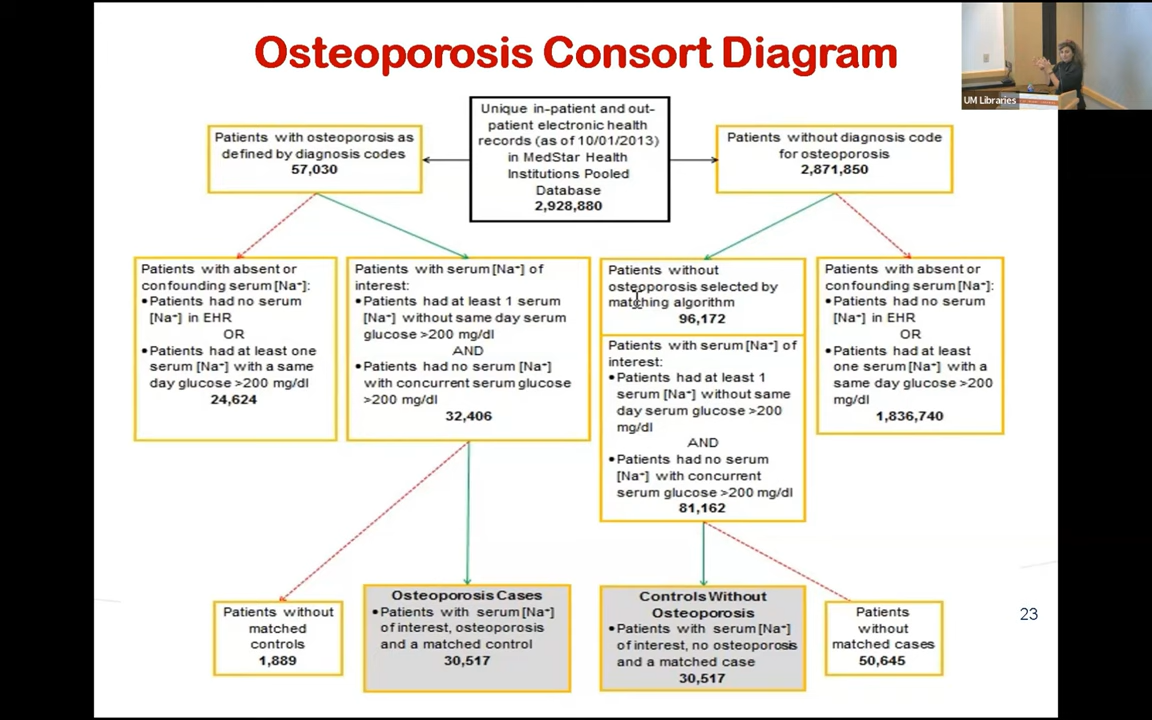 Osteoporosis Consort Diagram
UM Libraries
Unique in-patient and out-
patient electronic health
records (as of 10/01/2013)
in MedStar Health
Institutions Pooled
Database
2,928,880
Patients with osteoporosis as
defined by diagnosis codes
57,030
Patients without diagnosis code
for osteoporosis
2,871,850
Patients with absent or
confounding serum [Na⁺]:
•Patients had no serum
[Na⁺] in EHR
OR
•Patients had at least one
serum [Na⁺] with a same
day glucose >200 mg/dl
24,624
Patients with serum [Na⁺] of
interest:
•Patients had at least 1 serum
[Na⁺] without same day serum
glucose >200 mg/dl
AND
•Patients had no serum [Na⁺]
with concurrent serum glucose
>200 mg/dl
32,406
Patients without
osteoporosis selected by
matching algorithm
96,172
Patients with serum [Na⁺] of
interest:
•Patients had at least 1
serum [Na⁺] without same
day serum glucose >200
mg/dl
AND
•Patients had no serum
[Na⁺] with concurrent
serum glucose >200 mg/dl
81,162
Patients with absent or
confounding serum [Na⁺]:
•Patients had no serum
[Na⁺] in EHR
OR
•Patients had at least
one serum [Na⁺] with a
same day glucose >200
mg/dl
1,836,740
Patients without
matched
controls
1,889
Osteoporosis Cases
•Patients with serum [Na⁺]
of interest, osteoporosis
and a matched control
30,517
Controls Without
Osteoporosis
•Patients with serum [Na⁺]
of interest, no osteoporosis
and a matched case
30,517
Patients
without
matched cases
50,645
23